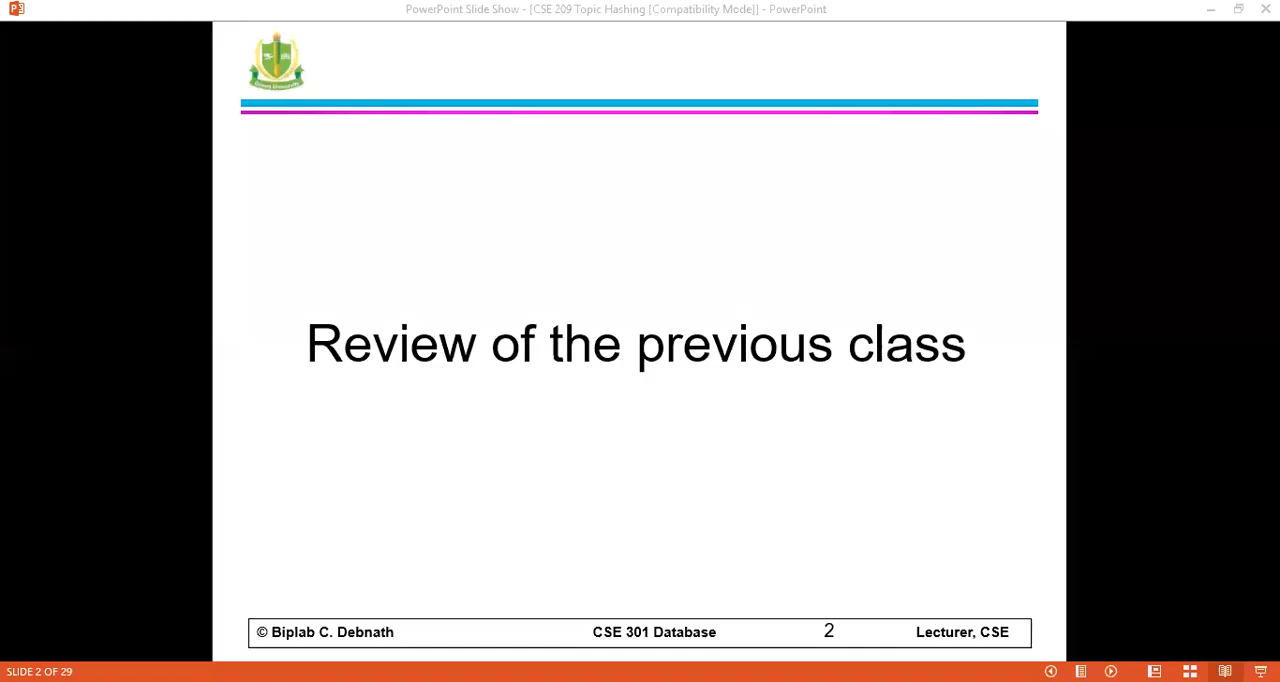 PowerPoint Slide Show - [CSE 209 Topic Hashing [Compatibility Mode]] - PowerPoint
Review of the previous class
© Biplab C. Debnath CSE 301 Database 2 Lecturer, CSE
SLIDE 2 OF 29